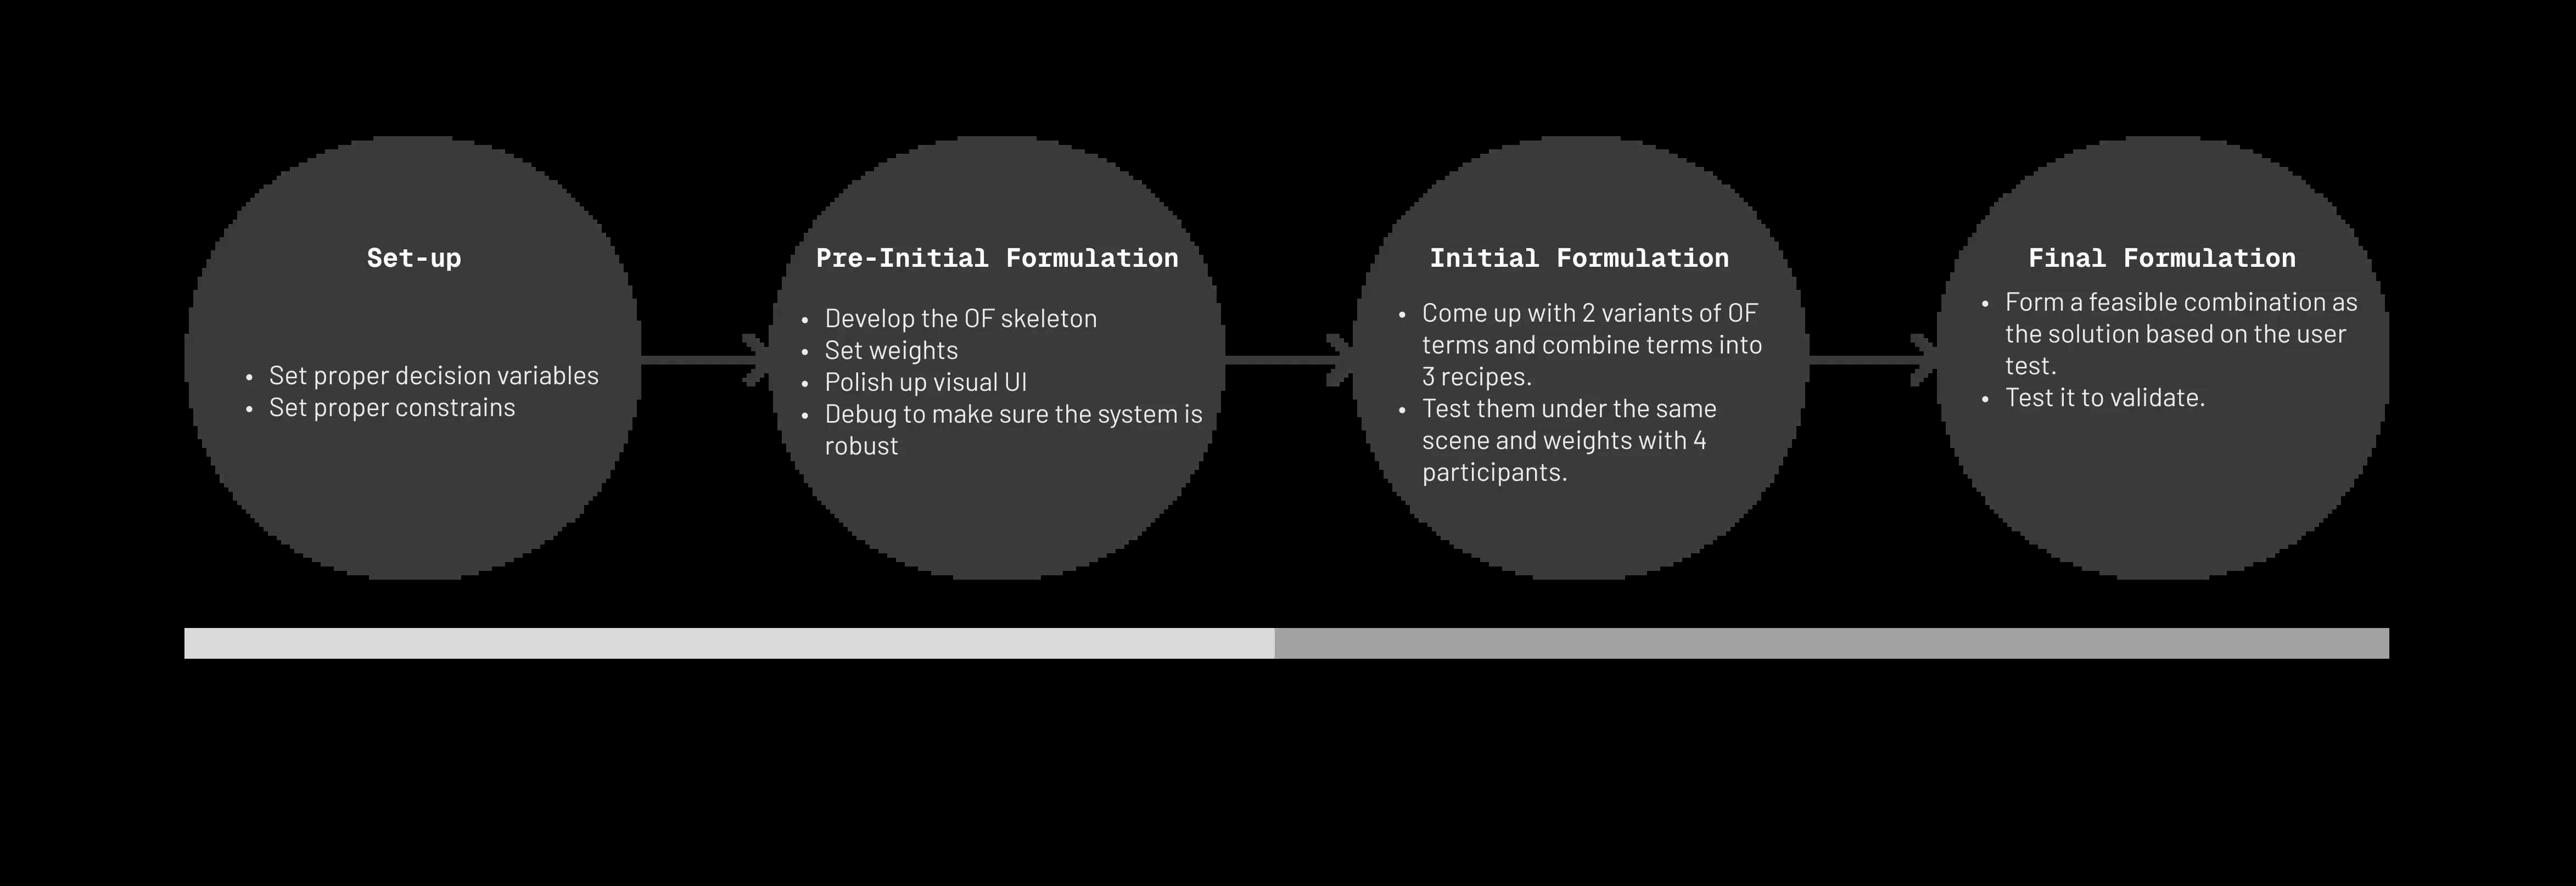 Set-up
• Set proper decision variables
• Set proper constrains
Pre-Initial Formulation
• Develop the OF skeleton
• Set weights
• Polish up visual UI
• Debug to make sure the system is
robust
Initial Formulation
• Come up with 2 variants of OF
terms and combine terms into
3 recipes.
• Test them under the same
scene and weights with 4
participants.
Final Formulation
• Form a feasible combination as
the solution based on the user
test.
• Test it to validate.